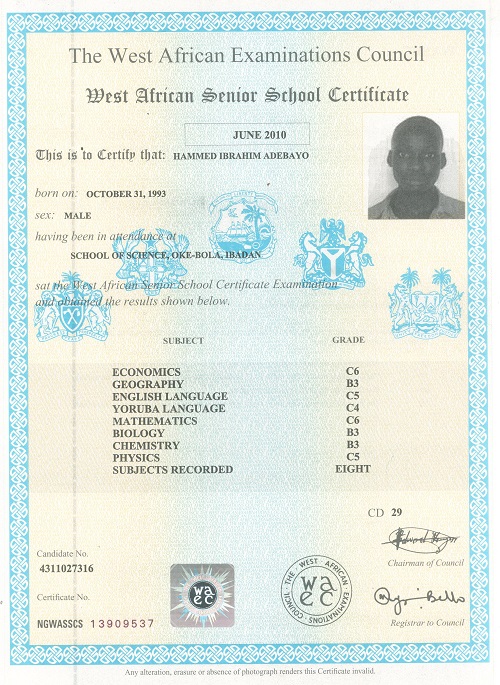 The West African Examinations Council
West African Senior School Certificate
JUNE 2010
This is to Certify that: HAMMED IBRAHIM ADEBAYO
born on: OCTOBER 31, 1993
sex: MALE
having been in attendance at
SCHOOL OF SCIENCE, OKE-BOLA, IBADAN
sat the West African Senior School Certificate Examination
and obtained the results shown below.
SUBJECT GRADE
ECONOMICS C6
GEOGRAPHY B3
ENGLISH LANGUAGE C5
YORUBA LANGUAGE C4
MATHEMATICS C6
BIOLOGY B3
CHEMISTRY B3
PHYSICS C5
SUBJECTS RECORDED EIGHT
CD 29
Chairman of Council
Candidate No.
4311027316
Certificate No.
NGWASSCS 13909537
waec
THE WEST AFRICAN EXAMINATIONS COUNCIL
waec
Registrar to Council
Any alteration, erasure or absence of photograph renders this Certificate invalid.